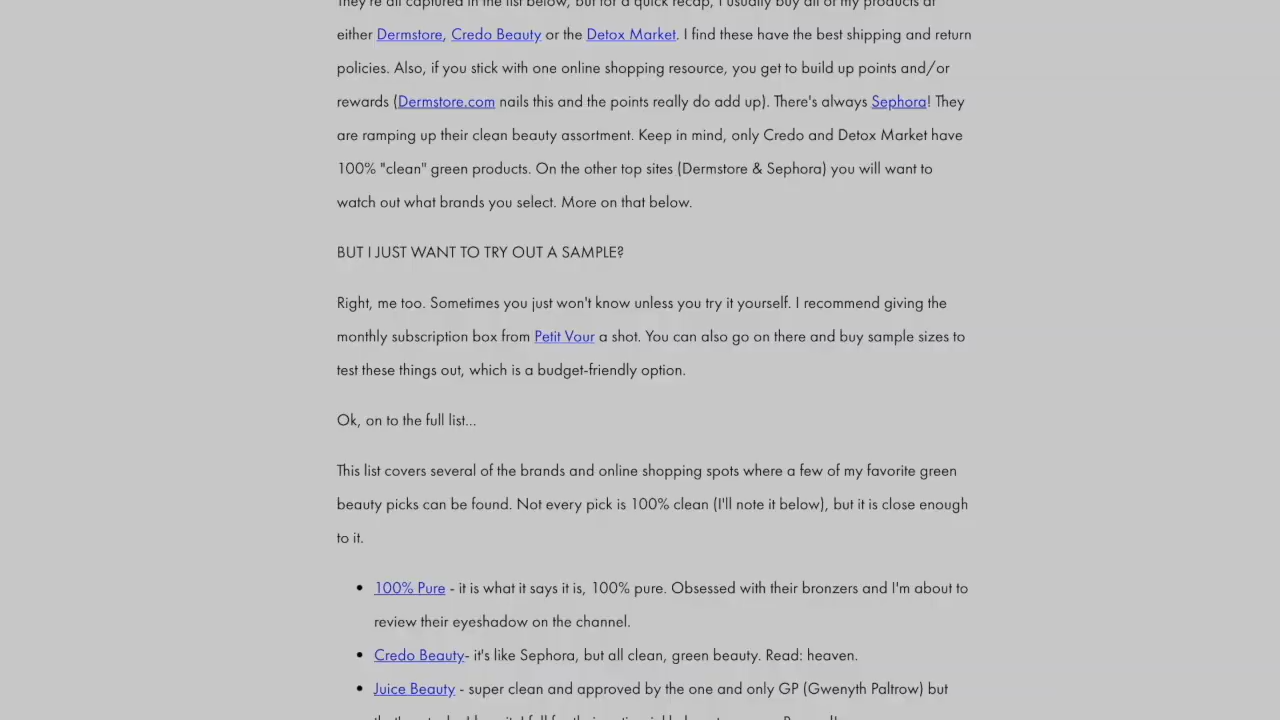 They're all captured in the list below, but for a quick recap, I usually buy all of my products at
either Dermstore, Credo Beauty or the Detox Market. I find these have the best shipping and return
policies. Also, if you stick with one online shopping resource, you get to build up points and/or
rewards (Dermstore.com nails this and the points really do add up). There's always Sephora! They
are ramping up their clean beauty assortment. Keep in mind, only Credo and Detox Market have
100% "clean" green products. On the other top sites (Dermstore & Sephora) you will want to
watch out what brands you select. More on that below.
BUT I JUST WANT TO TRY OUT A SAMPLE?
Right, me too. Sometimes you just won't know unless you try it yourself. I recommend giving the
monthly subscription box from Petit Vour a shot. You can also go on there and buy sample sizes to
test these things out, which is a budget-friendly option.
Ok, on to the full list...
This list covers several of the brands and online shopping spots where a few of my favorite green
beauty picks can be found. Not every pick is 100% clean (I'll note it below), but it is close enough
to it.
• 100% Pure - it is what it says it is, 100% pure. Obsessed with their bronzers and I'm about to
review their eyeshadow on the channel.
• Credo Beauty- it's like Sephora, but all clean, green beauty. Read: heaven.
• Juice Beauty - super clean and approved by the one and only GP (Gwenyth Paltrow) but